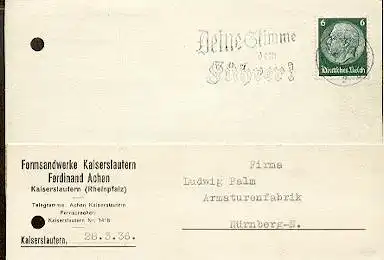 Deine Stimme
dem
Führer!
6 6
Deutsches Reich
Formsandwerke Kaiserslautern
Ferdinand Achen
Kaiserslautern (Rheinpfalz)
Telegramme: Achen Kaiserslautern
Fernsprecher:
Kaiserslautern Nr. 1418
Kaiserslautern, 28.3.36.
Firma
Ludwig Palm
Armaturenfabrik
Nürnberg-N.